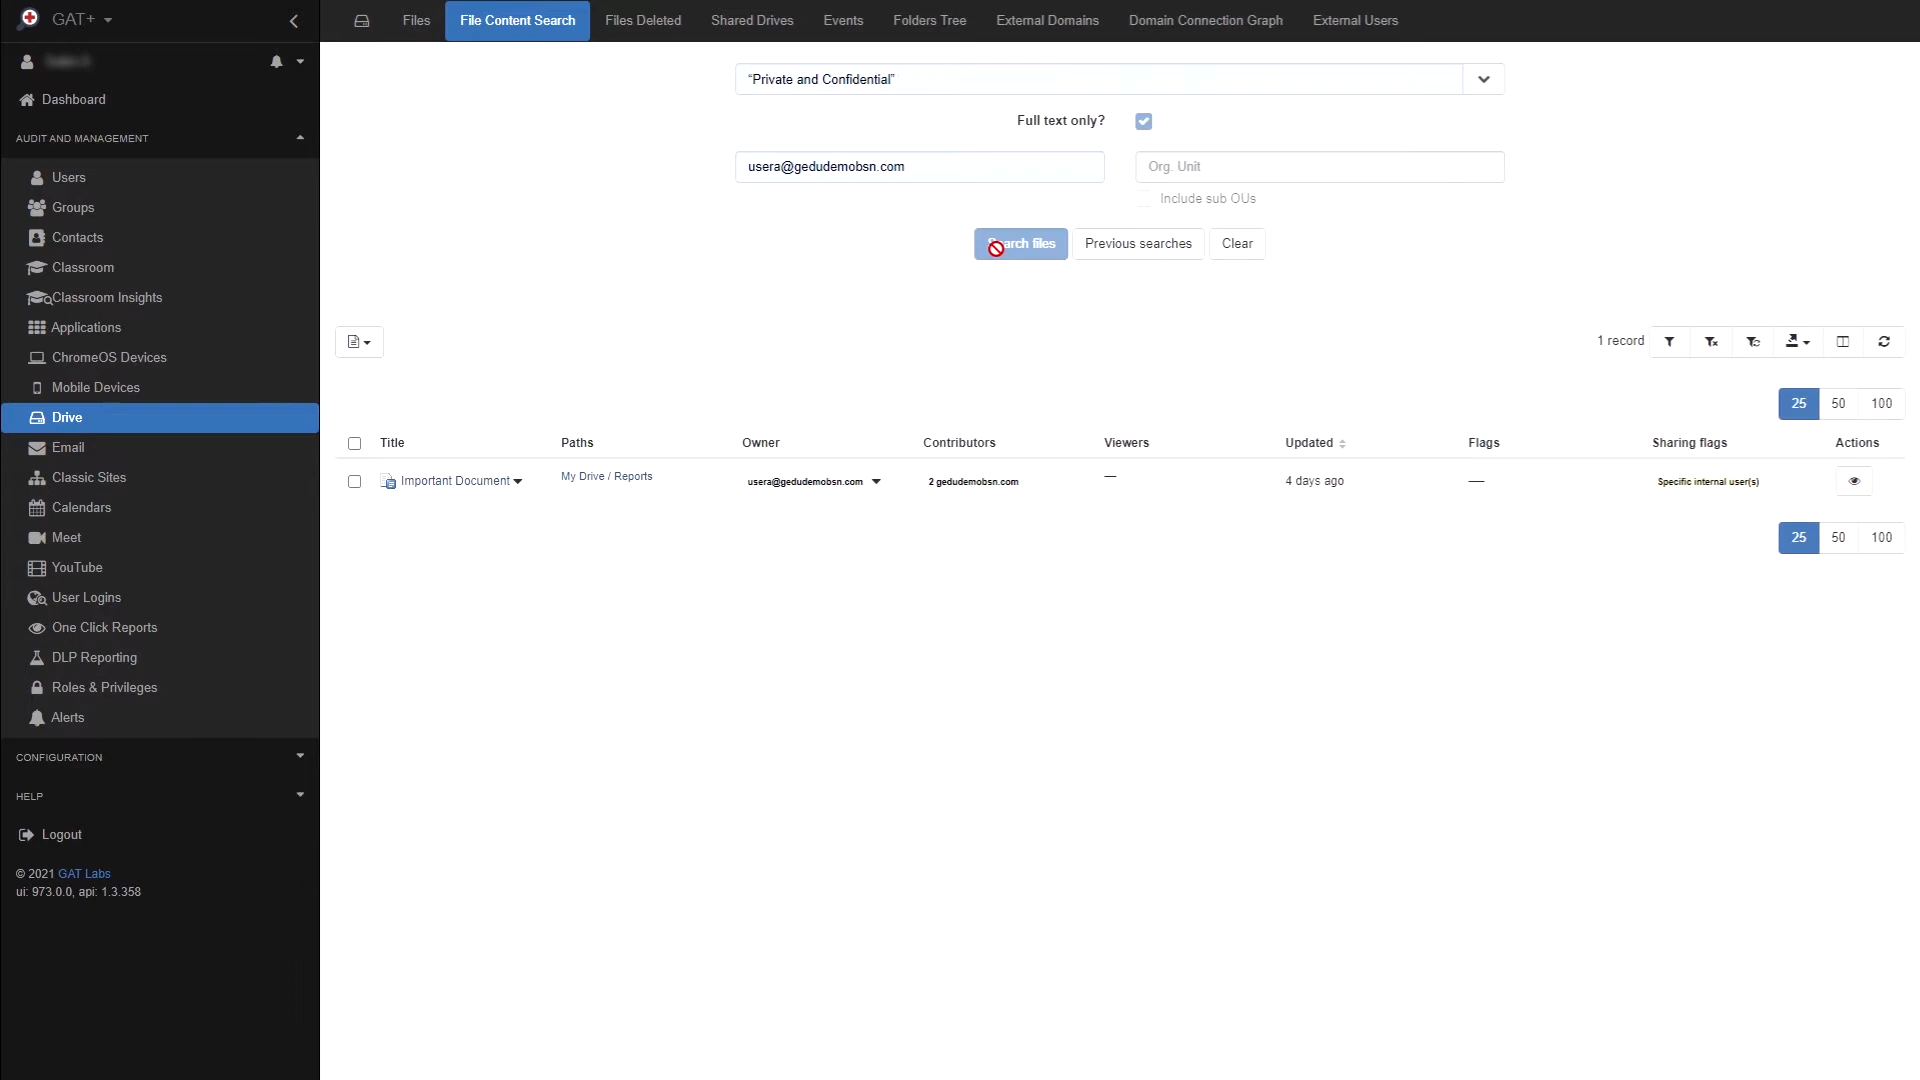 GAT+
Dashboard
AUDIT AND MANAGEMENT
Users
Groups
Contacts
Classroom
Classroom Insights
Applications
ChromeOS Devices
Mobile Devices
Drive
Email
Classic Sites
Calendars
Meet
YouTube
User Logins
One Click Reports
DLP Reporting
Roles & Privileges
Alerts
CONFIGURATION
HELP
Logout
© 2021 GAT Labs
ui: 973.0.0, api: 1.3.358
Files File Content Search Files Deleted Shared Drives Events Folders Tree External Domains Domain Connection Graph External Users
“Private and Confidential”
Full text only?
usera@gedudemobsn.com Org. Unit
Include sub OUs
Search files Previous searches Clear
1 record
25 50 100
Title Paths Owner Contributors Viewers Updated Flags Sharing flags Actions
Important Document My Drive / Reports usera@gedudemobsn.com 2 gedudemobsn.com — 4 days ago — Specific internal user(s)
25 50 100